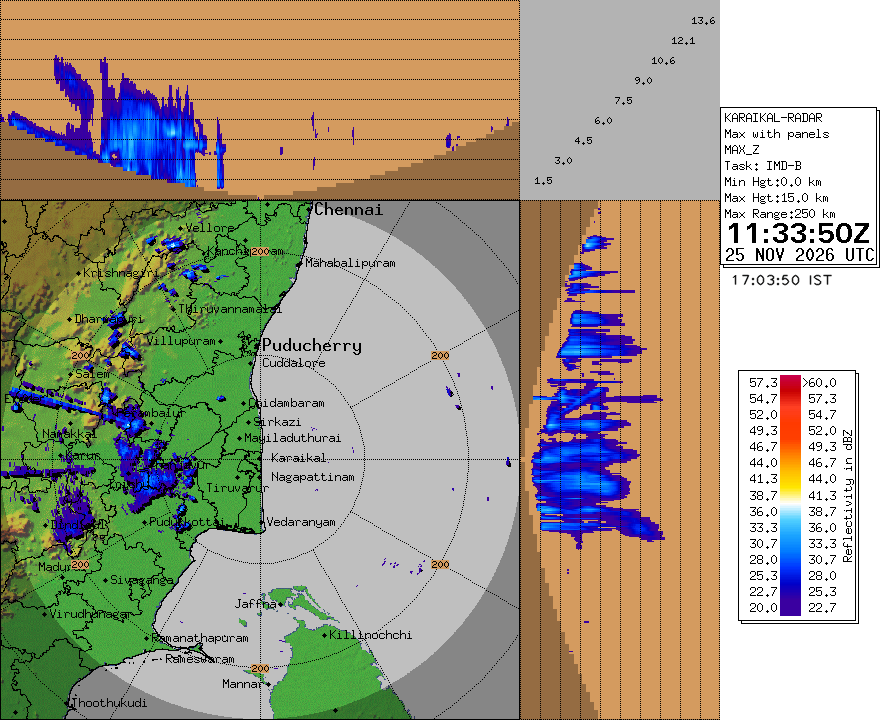 13.6
12.1
10.6
9.0
7.5
6.0
4.5
3.0
1.5
KARAIKAL-RADAR
Max with panels
MAX_Z
Task: IMD-B
Min Hgt:0.0 km
Max Hgt:15.0 km
Max Range:250 km
11:33:50Z
25 NOV 2026 UTC
17:03:50 IST
Chennai
Vellore
200
Mahabalipuram
Krishnagiri
Thiruvannamalai
Villupuram
Puducherry
200
200
Cuddalore
Salem
Chidambaram
Sirkazi
Mayiladuthurai
Namakkal
Karur
Karaikal
Nagapattinam
Tiruvarur
Pudukkottai
Vedaranyam
200
200
Sivaganga
Jaffna
Virudhunagar
Killinochchi
Ramanathapuram
Rameswaram
200
Mannar
Thoothukudi
57.3 >60.0
54.7 57.3
52.0 54.7
49.3 52.0
46.7 49.3
44.0 46.7
41.3 44.0
38.7 41.3
36.0 38.7
33.3 36.0
30.7 33.3
28.0 30.7
25.3 28.0
22.7 25.3
20.0 22.7
Reflectivity in dBZ